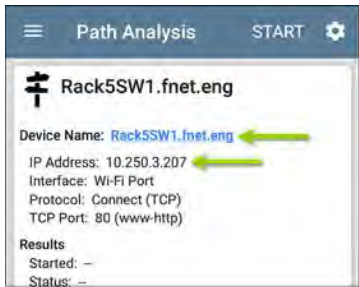 Path Analysis START
Rack5SW1.fnet.eng
Device Name: Rack5SW1.fnet.eng
IP Address: 10.250.3.207
Interface: Wi-Fi Port
Protocol: Connect (TCP)
TCP Port: 80 (www-http)
Results
Started: --
Status: --